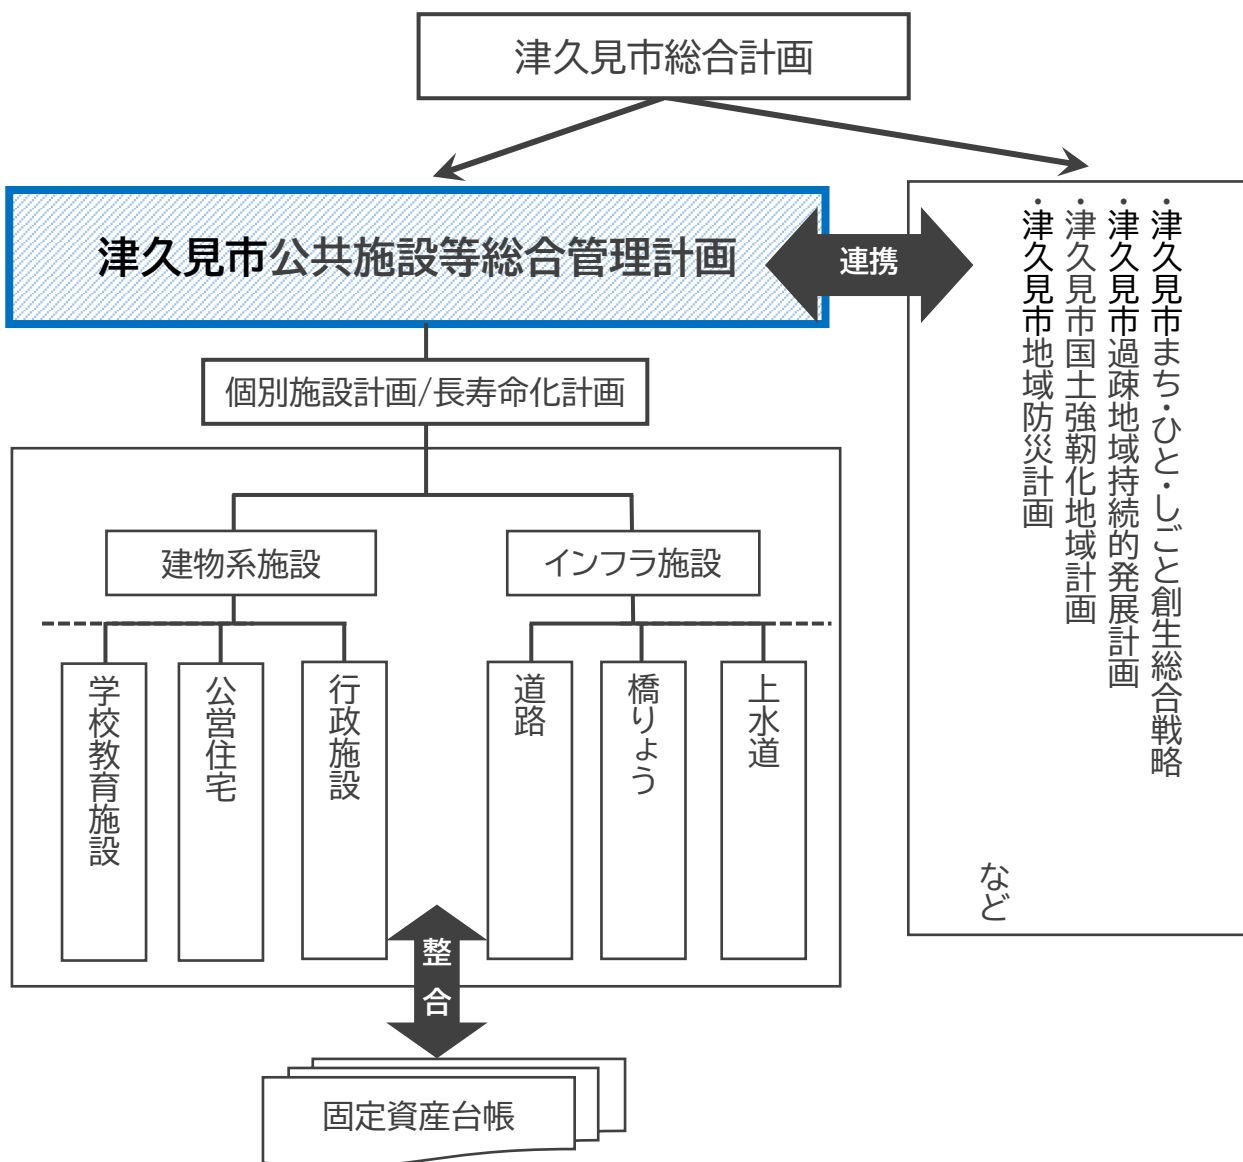 津久見市総合計画
津久見市公共施設等総合管理計画
連携
・津久見市まち・ひと・しごと創生総合戦略
・津久見市過疎地域持続的発展計画
・津久見市国土強靭化地域計画
・津久見市地域防災計画
など
個別施設計画/長寿命化計画
建物系施設
インフラ施設
学校教育施設
公営住宅
行政施設
道路
橋りょう
上水道
整合
固定資産台帳